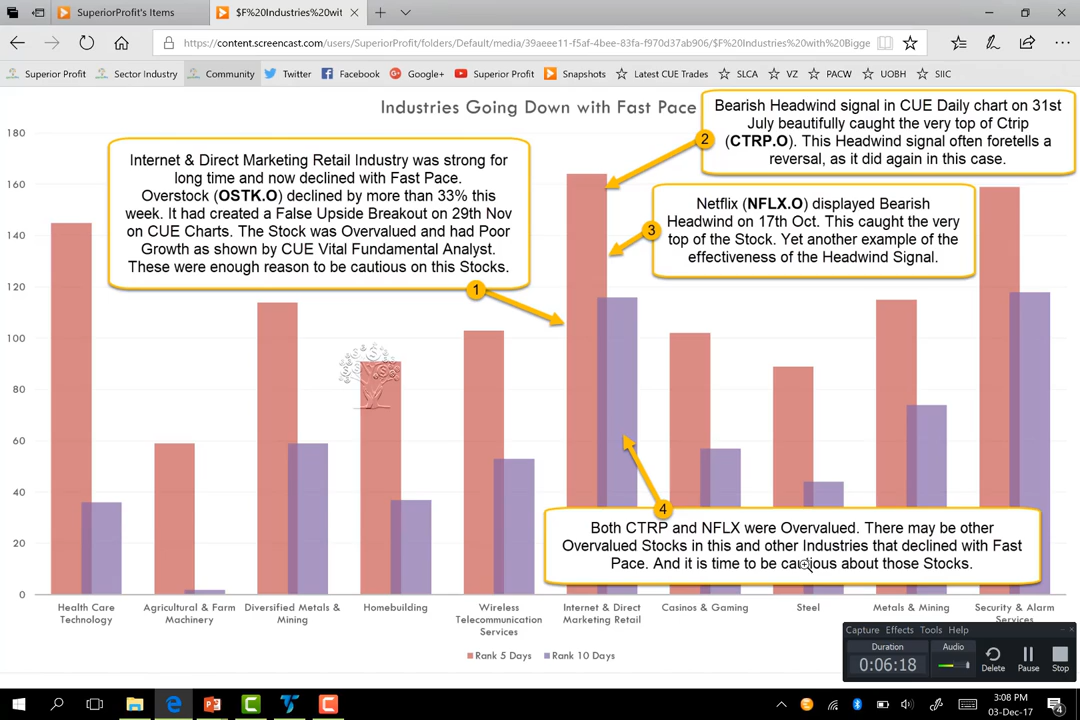 SuperiorProfit's Items
$F%20Industries%20wit
https://content.screencast.com/users/SuperiorProfit/folders/Default/media/39aeee11-f5af-4bee-83fa-f970d37ab906/$F%20Industries%20with%20Bigge
Superior Profit
Sector Industry
Community
Twitter
Facebook
Google+
Superior Profit
Snapshots
Latest CUE Trades
SLCA
VZ
PACW
UOBH
SIIC
Industries Going Down with Fast Pace
Internet & Direct Marketing Retail Industry was strong for
long time and now declined with Fast Pace.
Overstock (OSTK.O) declined by more than 33% this
week. It had created a False Upside Breakout on 29th Nov
on CUE Charts. The Stock was Overvalued and had Poor
Growth as shown by CUE Vital Fundamental Analyst.
These were enough reason to be cautious on this Stocks.
1
Bearish Headwind signal in CUE Daily chart on 31st
July beautifully caught the very top of Ctrip
(CTRP.O). This Headwind signal often foretells a
reversal, as it did again in this case.
2
Netflix (NFLX.O) displayed Bearish
Headwind on 17th Oct. This caught the very
top of the Stock. Yet another example of the
effectiveness of the Headwind Signal.
3
4
Both CTRP and NFLX were Overvalued. There may be other
Overvalued Stocks in this and other Industries that declined with Fast
Pace. And it is time to be cautious about those Stocks.
180
160
140
120
100
80
60
40
20
0
Health Care
Technology
Agricultural & Farm
Machinery
Diversified Metals &
Mining
Homebuilding
Wireless
Telecommunication
Services
Internet & Direct
Marketing Retail
Casinos & Gaming
Steel
Metals & Mining
Security & Alarm
Services
Rank 5 Days
Rank 10 Days
Capture Effects Tools Help
Duration
0:06:18
Audio
Delete
Pause
Stop
3:08 PM
03-Dec-17
4